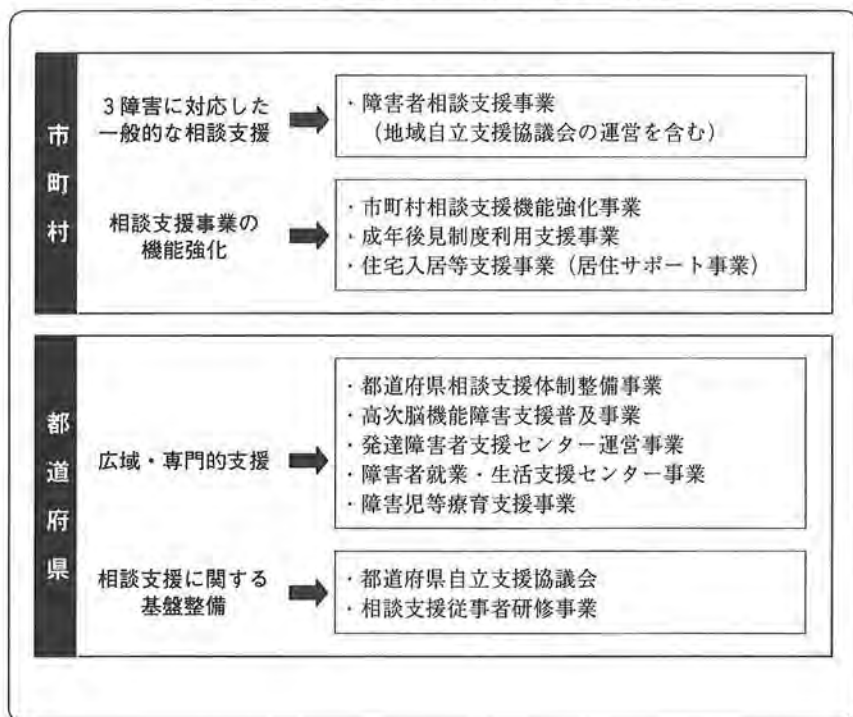 市町村
3障害に対応した
一般的な相談支援
・障害者相談支援事業
（地域自立支援協議会の運営を含む）
相談支援事業の
機能強化
・市町村相談支援機能強化事業
・成年後見制度利用支援事業
・住宅入居等支援事業（居住サポート事業）
都道府県
広域・専門的支援
・都道府県相談支援体制整備事業
・高次脳機能障害支援普及事業
・発達障害者支援センター運営事業
・障害者就業・生活支援センター事業
・障害児等療育支援事業
相談支援に関する
基盤整備
・都道府県自立支援協議会
・相談支援従事者研修事業